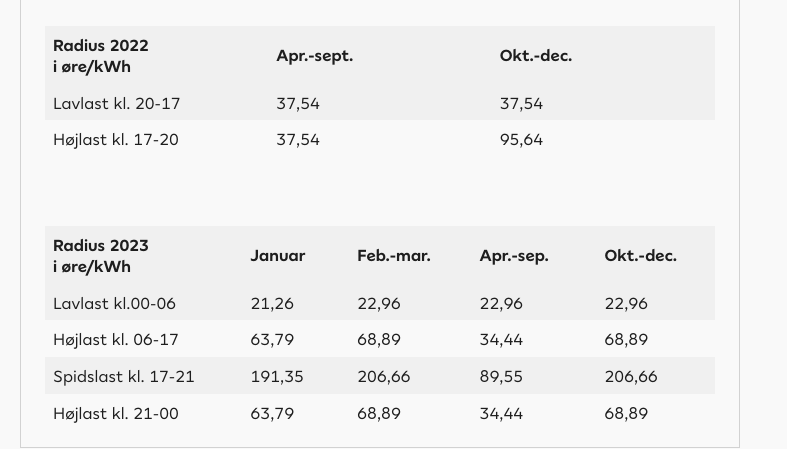 Radius 2022
i øre/kWh Apr.-sept. Okt.-dec.
Lavlast kl. 20-17 37,54 37,54
Højlast kl. 17-20 37,54 95,64
Radius 2023
i øre/kWh Januar Feb.-mar. Apr.-sep. Okt.-dec.
Lavlast kl.00-06 21,26 22,96 22,96 22,96
Højlast kl. 06-17 63,79 68,89 34,44 68,89
Spidslast kl. 17-21 191,35 206,66 89,55 206,66
Højlast kl. 21-00 63,79 68,89 34,44 68,89